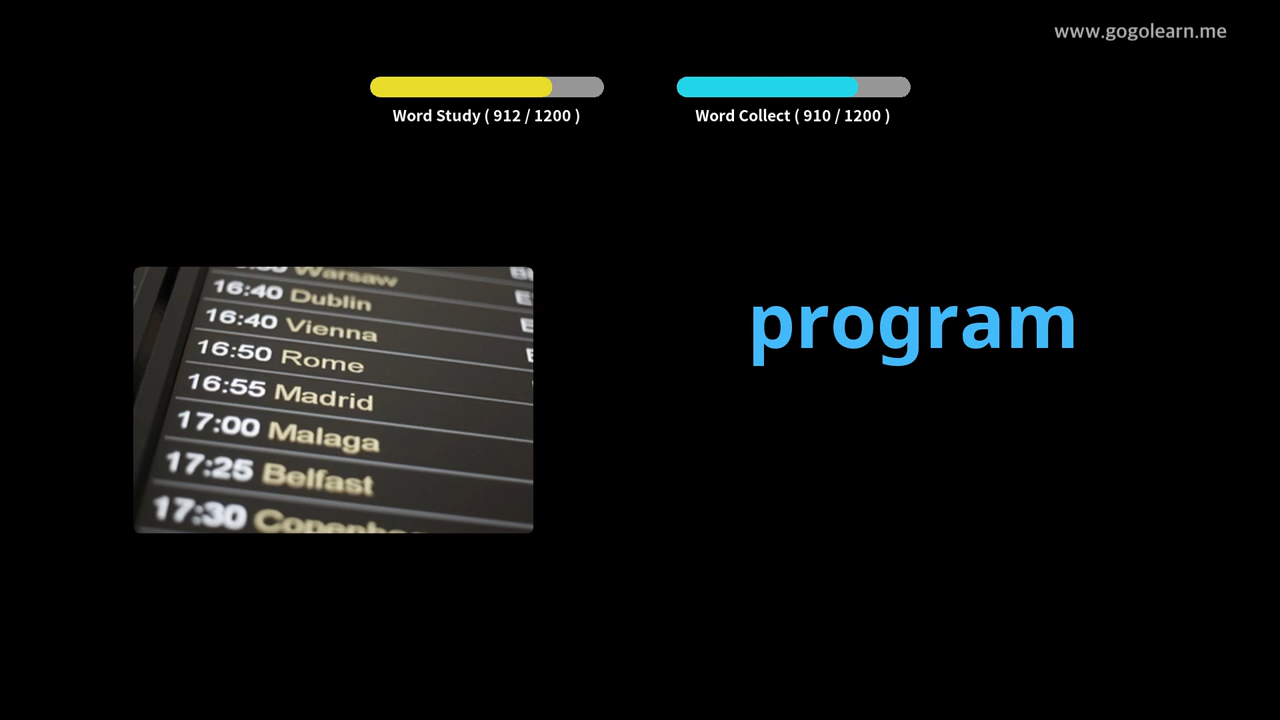 www.gogolearn.me
Word Study ( 912 / 1200 )
Word Collect ( 910 / 1200 )
Warsaw
16:40 Dublin
16:40 Vienna
16:50 Rome
16:55 Madrid
17:00 Malaga
17:25 Belfast
17:30
program